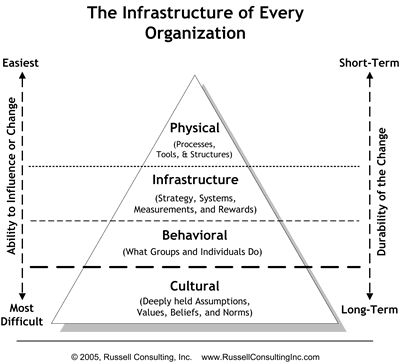 The Infrastructure of Every
Organization
Easiest
Short-Term
Ability to Influence or Change
Durability of the Change
Physical
(Processes,
Tools, & Structures)
Infrastructure
(Strategy, Systems,
Measurements, and Rewards)
Behavioral
(What Groups and Individuals Do)
Cultural
(Deeply held Assumptions,
Values, Beliefs, and Norms)
Most
Difficult
Long-Term
© 2005, Russell Consulting, Inc. www.RussellConsultingInc.com